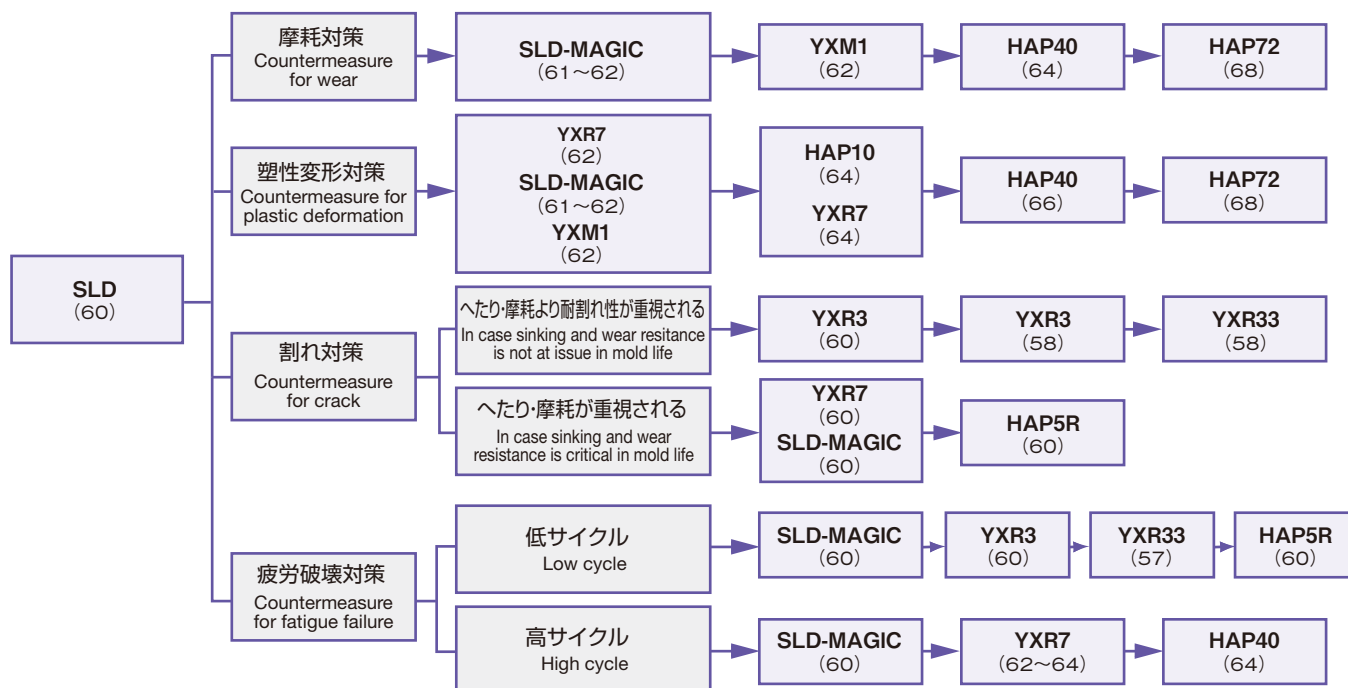 SLD
(60)
摩耗対策
Countermeasure
for wear
SLD-MAGIC
(61～62)
YXM1
(62)
HAP40
(64)
HAP72
(68)
塑性変形対策
Countermeasure for
plastic deformation
YXR7
(62)
SLD-MAGIC
(61～62)
YXM1
(62)
HAP10
(64)
YXR7
(64)
HAP40
(66)
HAP72
(68)
割れ対策
Countermeasure
for crack
へたり・摩耗より耐割れ性が重視される
In case sinking and wear resitance
is not at issue in mold life
YXR3
(60)
YXR3
(58)
YXR33
(58)
へたり・摩耗が重視される
In case sinking and wear
resistance is critical in mold life
YXR7
(60)
SLD-MAGIC
(60)
HAP5R
(60)
疲労破壊対策
Countermeasure
for fatigue failure
低サイクル
Low cycle
SLD-MAGIC
(60)
YXR3
(60)
YXR33
(57)
HAP5R
(60)
高サイクル
High cycle
SLD-MAGIC
(60)
YXR7
(62～64)
HAP40
(64)